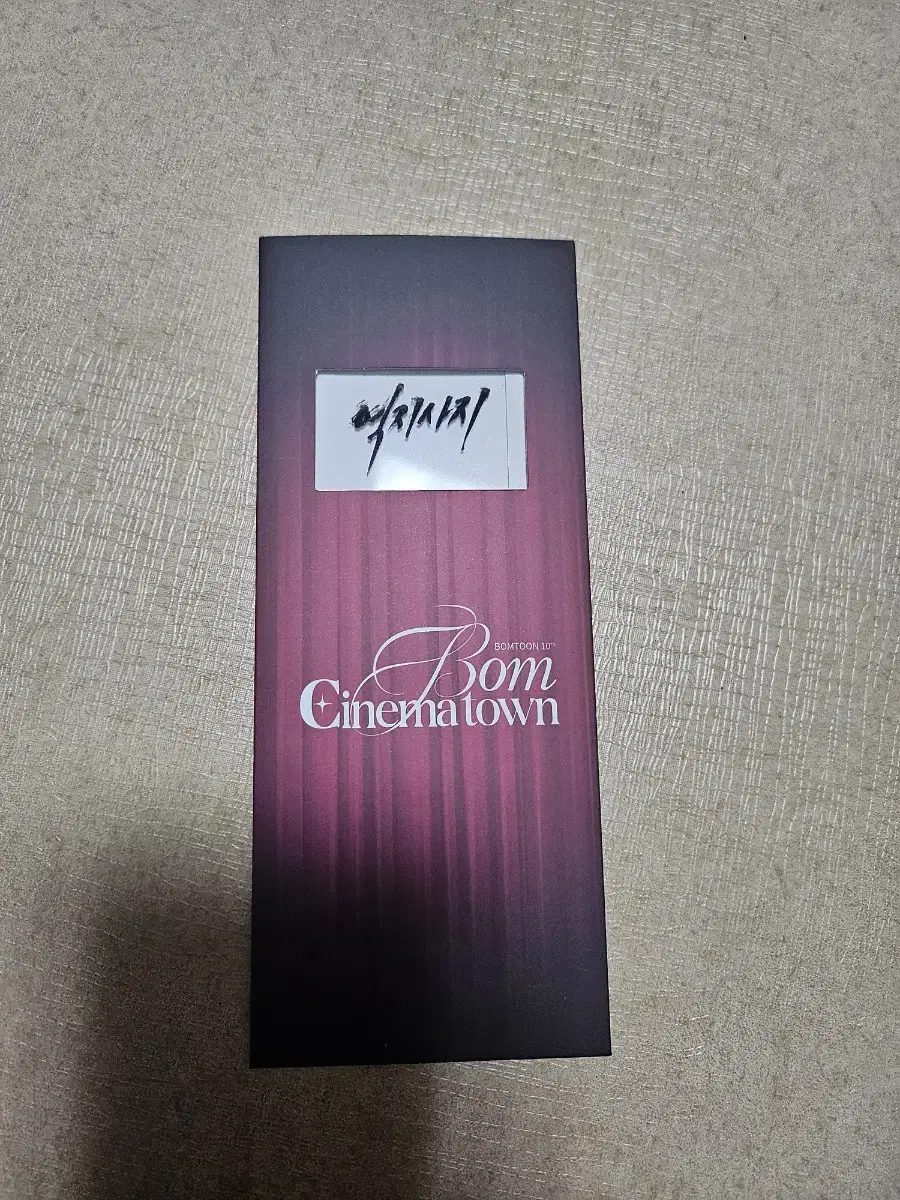 역지사지
BOMTOON 10TH
Bom
Cinematown